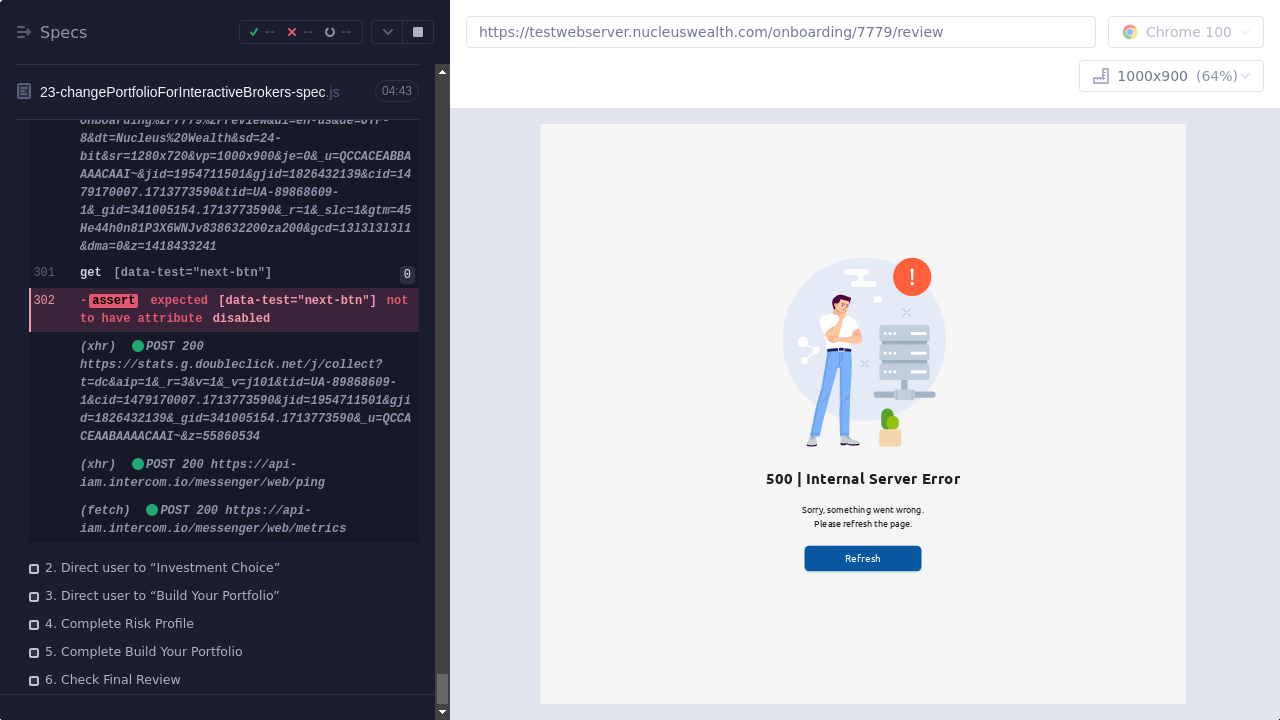 Specs
--
--
--
https://testwebserver.nucleuswealth.com/onboarding/7779/review
Chrome 100
1000x900 (64%)
23-changePortfolioForInteractiveBrokers-spec.js
04:43
onboarding%2F7779%2Freview&ul=en-us&de=UTF-
8&dt=Nucleus%20Wealth&sd=24-
bit&sr=1280x720&vp=1000x900&je=0&_u=QCCACEABBA
AAACAAI~&jid=1954711501&gjid=1826432139&cid=14
79170007.1713773590&tid=UA-89868609-
1&_gid=341005154.1713773590&_r=1&_slc=1&gtm=45
He44h0n81P3X6WNJv838632200za200&gcd=13l3l3l3l1
&dma=0&z=1418433241
301 get [data-test="next-btn"] 0
302 -assert expected [data-test="next-btn"] not
to have attribute disabled
(xhr) POST 200
https://stats.g.doubleclick.net/j/collect?
t=dc&aip=1&_r=3&v=1&_v=j101&tid=UA-89868609-
1&cid=1479170007.1713773590&jid=1954711501&gji
d=1826432139&_gid=341005154.1713773590&_u=QCCA
CEAABAAAACAAI~&z=55860534
(xhr) POST 200 https://api-
iam.intercom.io/messenger/web/ping
(fetch) POST 200 https://api-
iam.intercom.io/messenger/web/metrics
2. Direct user to “Investment Choice”
3. Direct user to “Build Your Portfolio”
4. Complete Risk Profile
5. Complete Build Your Portfolio
6. Check Final Review
!
500 | Internal Server Error
Sorry, something went wrong.
Please refresh the page.
Refresh